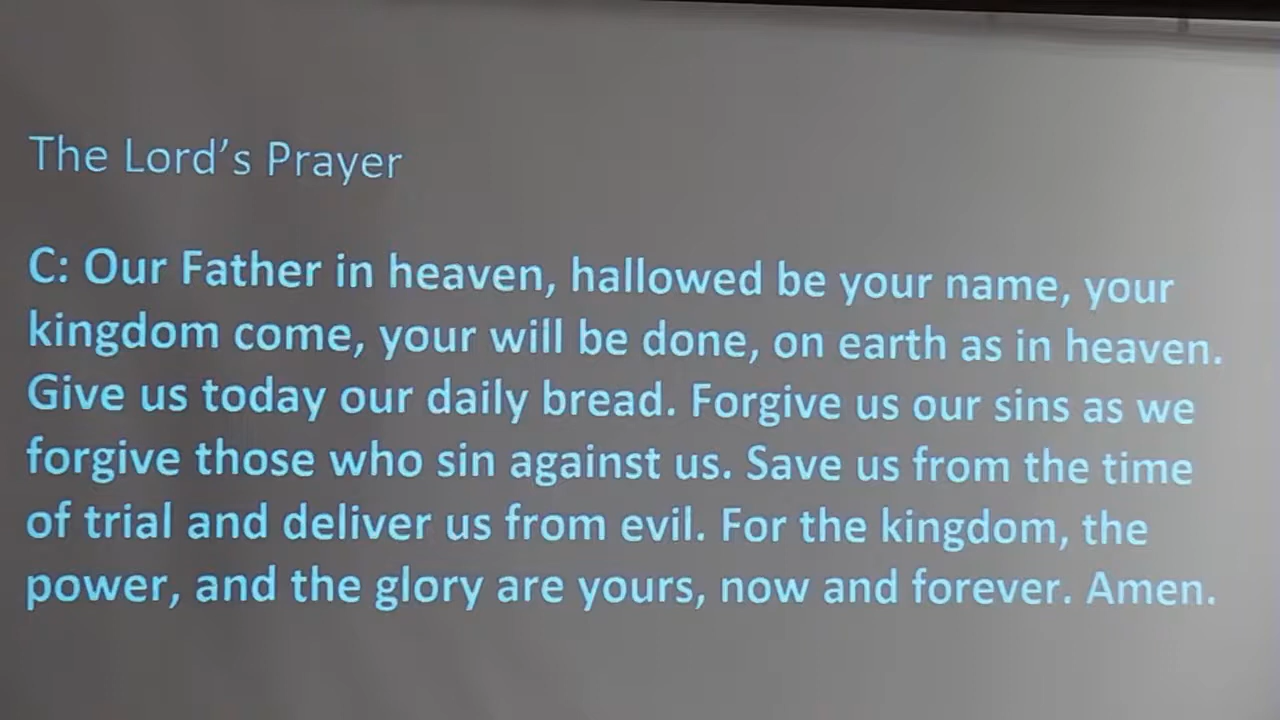 The Lord’s Prayer
C: Our Father in heaven, hallowed be your name, your
kingdom come, your will be done, on earth as in heaven.
Give us today our daily bread. Forgive us our sins as we
forgive those who sin against us. Save us from the time
of trial and deliver us from evil. For the kingdom, the
power, and the glory are yours, now and forever. Amen.